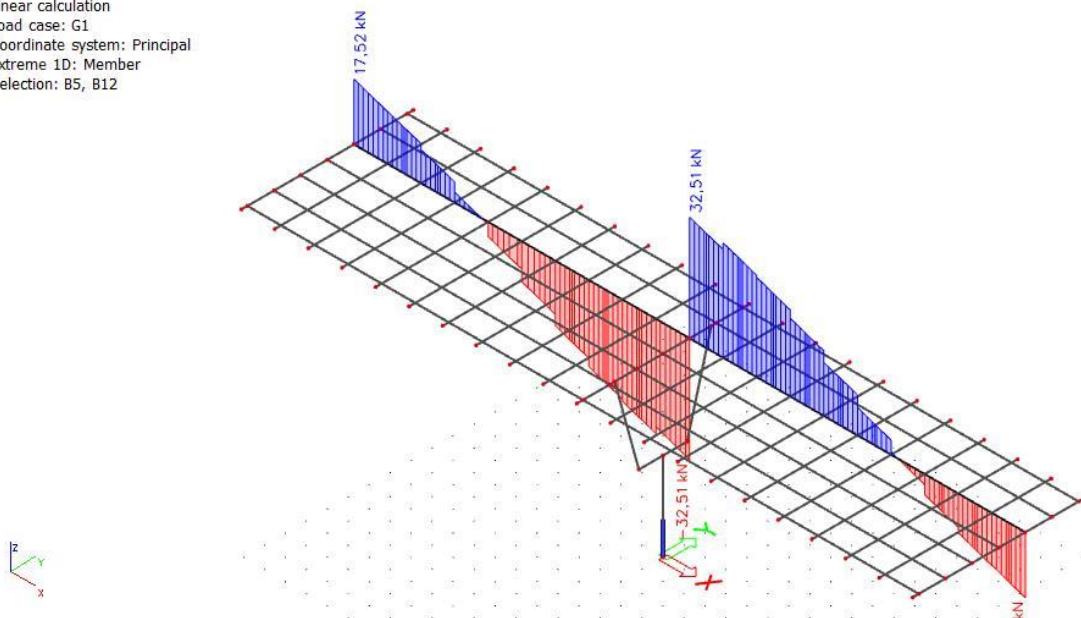 near calculation
oad case: G1
oordinate system: Principal
xtreme 1D: Member
election: B5, B12
17,52 kN
32,51 kN
-32,51 kN
kN
Y
X
Z
Y
X